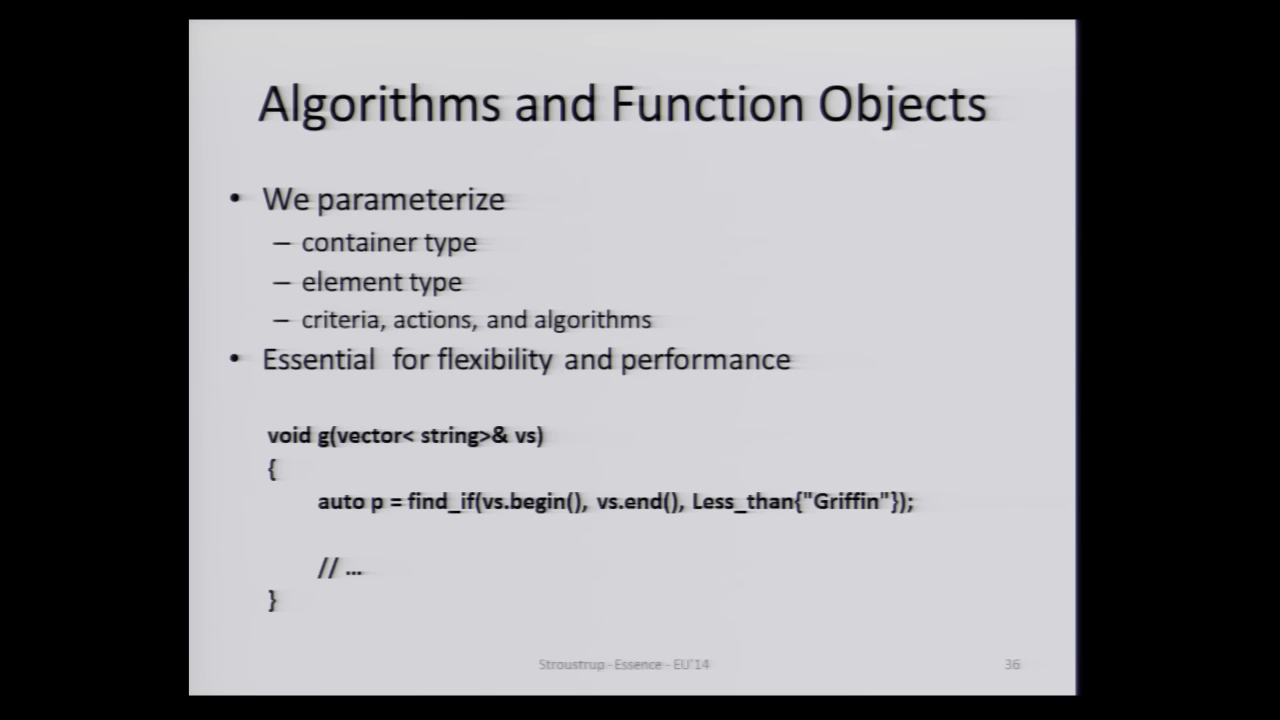 Algorithms and Function Objects
• We parameterize
– container type
– element type
– criteria, actions, and algorithms
• Essential for flexibility and performance
void g(vector< string>& vs)
{
auto p = find_if(vs.begin(), vs.end(), Less_than{"Griffin"});
// …
}
Stroustrup - Essence - EU'14
36